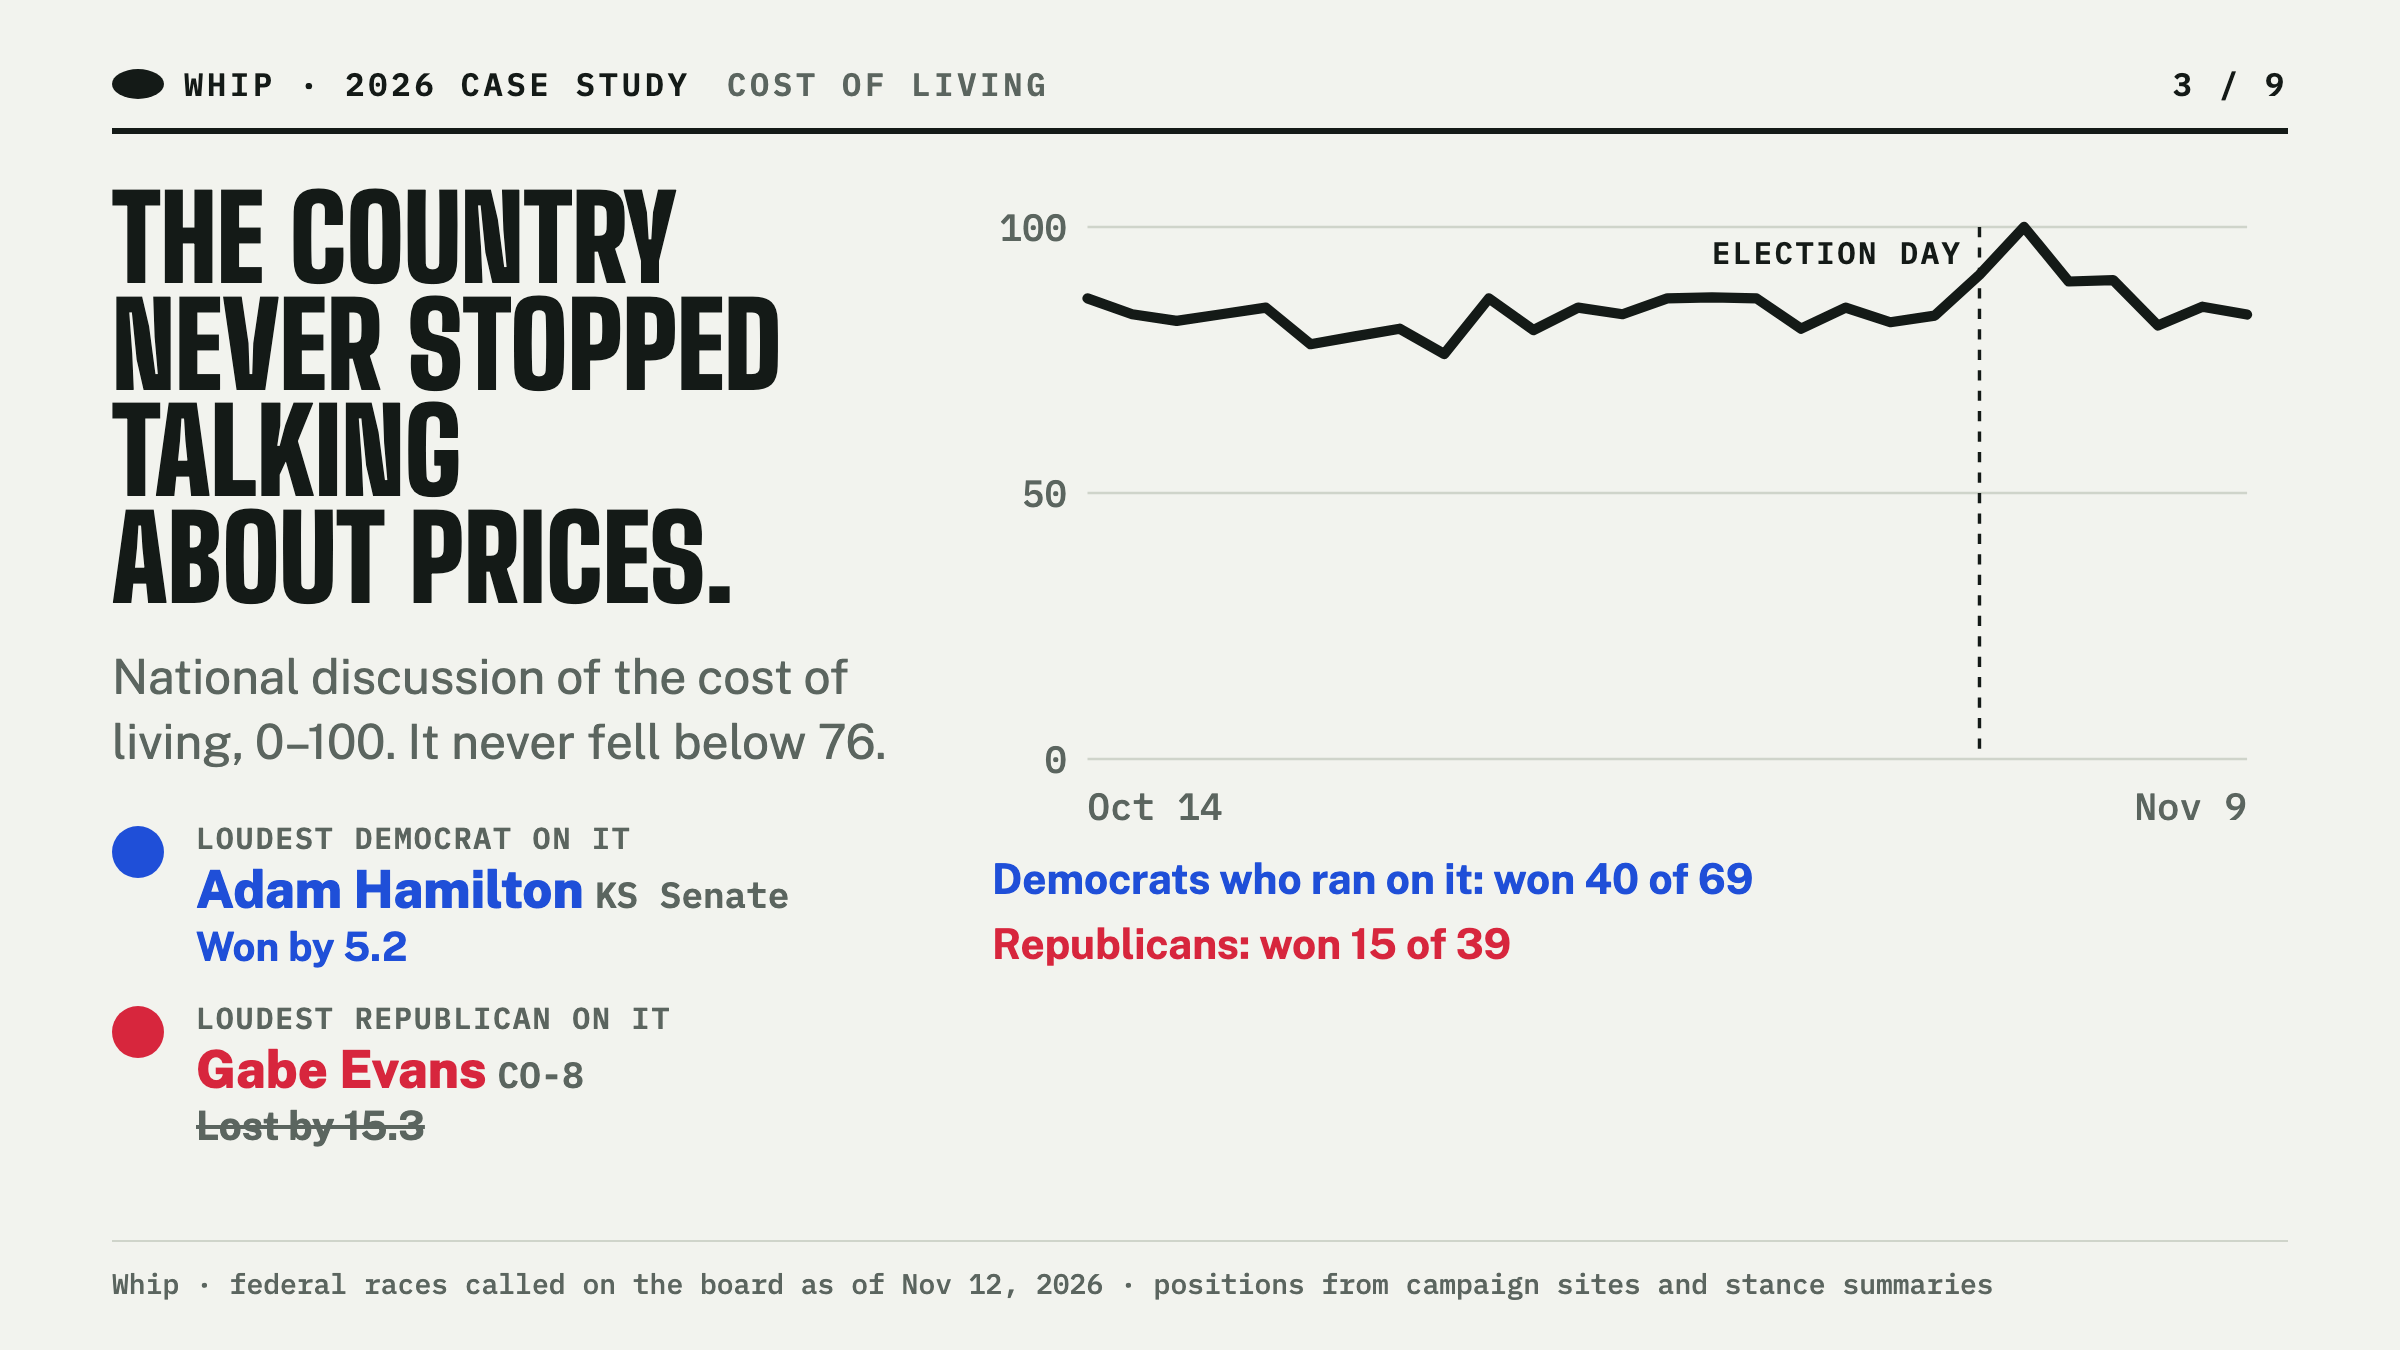 WHIP · 2026 CASE STUDY COST OF LIVING
3 / 9
THE COUNTRY
NEVER STOPPED
TALKING
ABOUT PRICES.
National discussion of the cost of
living, 0–100. It never fell below 76.
LOUDEST DEMOCRAT ON IT
Adam Hamilton KS Senate
Won by 5.2
LOUDEST REPUBLICAN ON IT
Gabe Evans CO-8
Lost by 15.3
100
ELECTION DAY
50
0
Oct 14
Nov 9
Democrats who ran on it: won 40 of 69
Republicans: won 15 of 39
Whip · federal races called on the board as of Nov 12, 2026 · positions from campaign sites and stance summaries